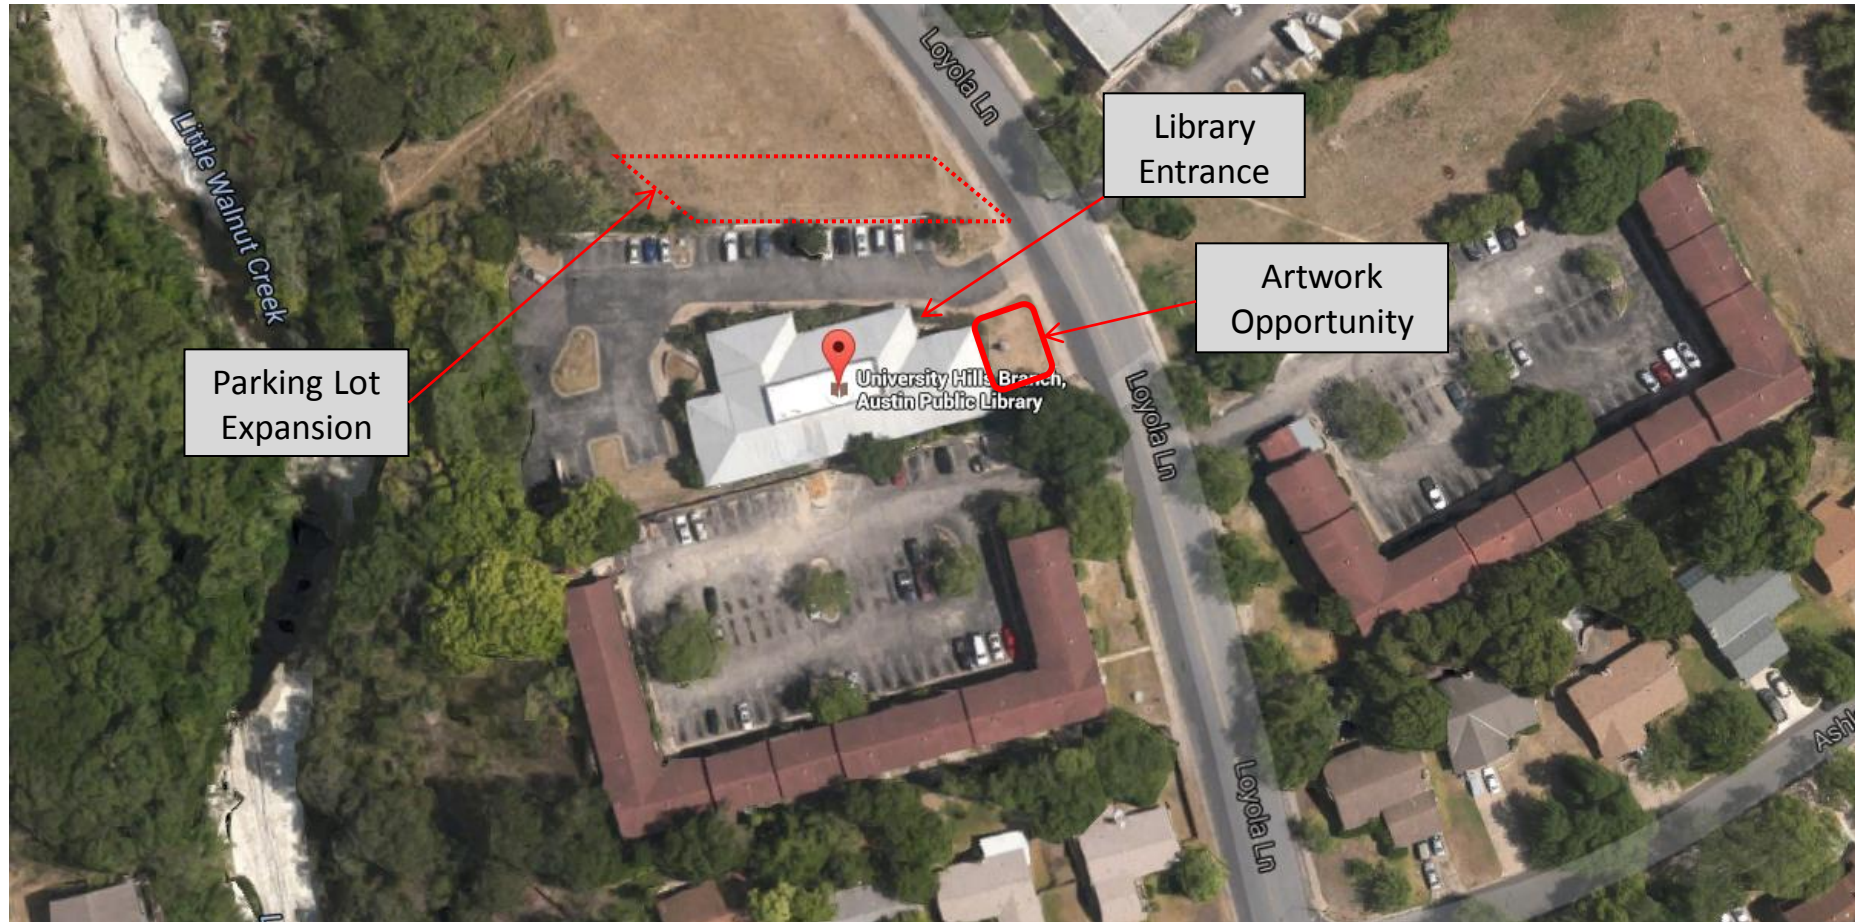 Loyola Ln
Library
Entrance
Little Walnut Creek
Artwork
Opportunity
Parking Lot
Expansion
University Hills Branch,
Austin Public Library
Loyola Ln
Loyola Ln